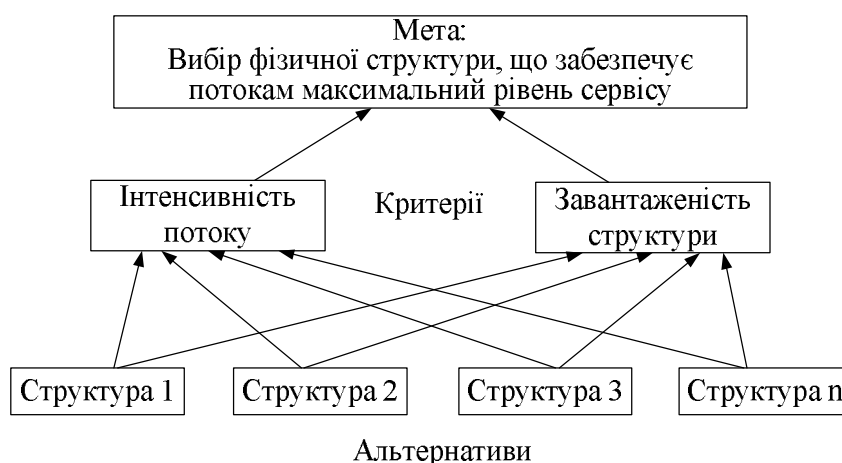 Мета:
Вибір фізичної структури, що забезпечує
потокам максимальний рівень сервісу
Інтенсивність
потоку
Критерії
Завантаженість
структури
Структура 1
Структура 2
Структура 3
Структура n
Альтернативи